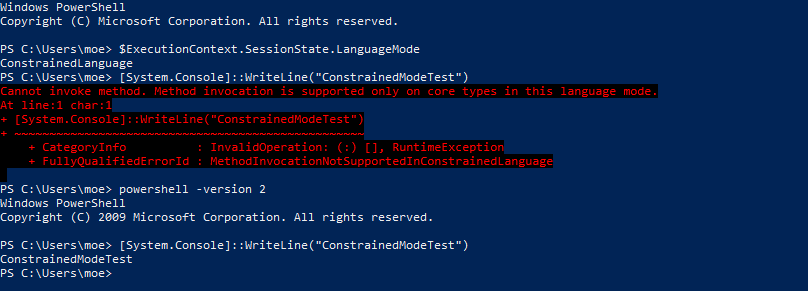 Windows PowerShell
Copyright (C) Microsoft Corporation. All rights reserved.
PS C:\Users\moe> $ExecutionContext.SessionState.LanguageMode
ConstrainedLanguage
PS C:\Users\moe> [System.Console]::WriteLine("ConstrainedModeTest")
Cannot invoke method. Method invocation is supported only on core types in this language mode.
At line:1 char:1
+ [System.Console]::WriteLine("ConstrainedModeTest")
+ ~~~~~~~~~~~~~~~~~~~~~~~~~~~~~~~~~~~~~~~~~~~~~~~~~~
    + CategoryInfo          : InvalidOperation: (:) [], RuntimeException
    + FullyQualifiedErrorId : MethodInvocationNotSupportedInConstrainedLanguage
PS C:\Users\moe> powershell -version 2
Windows PowerShell
Copyright (C) 2009 Microsoft Corporation. All rights reserved.
PS C:\Users\moe> [System.Console]::WriteLine("ConstrainedModeTest")
ConstrainedModeTest
PS C:\Users\moe>